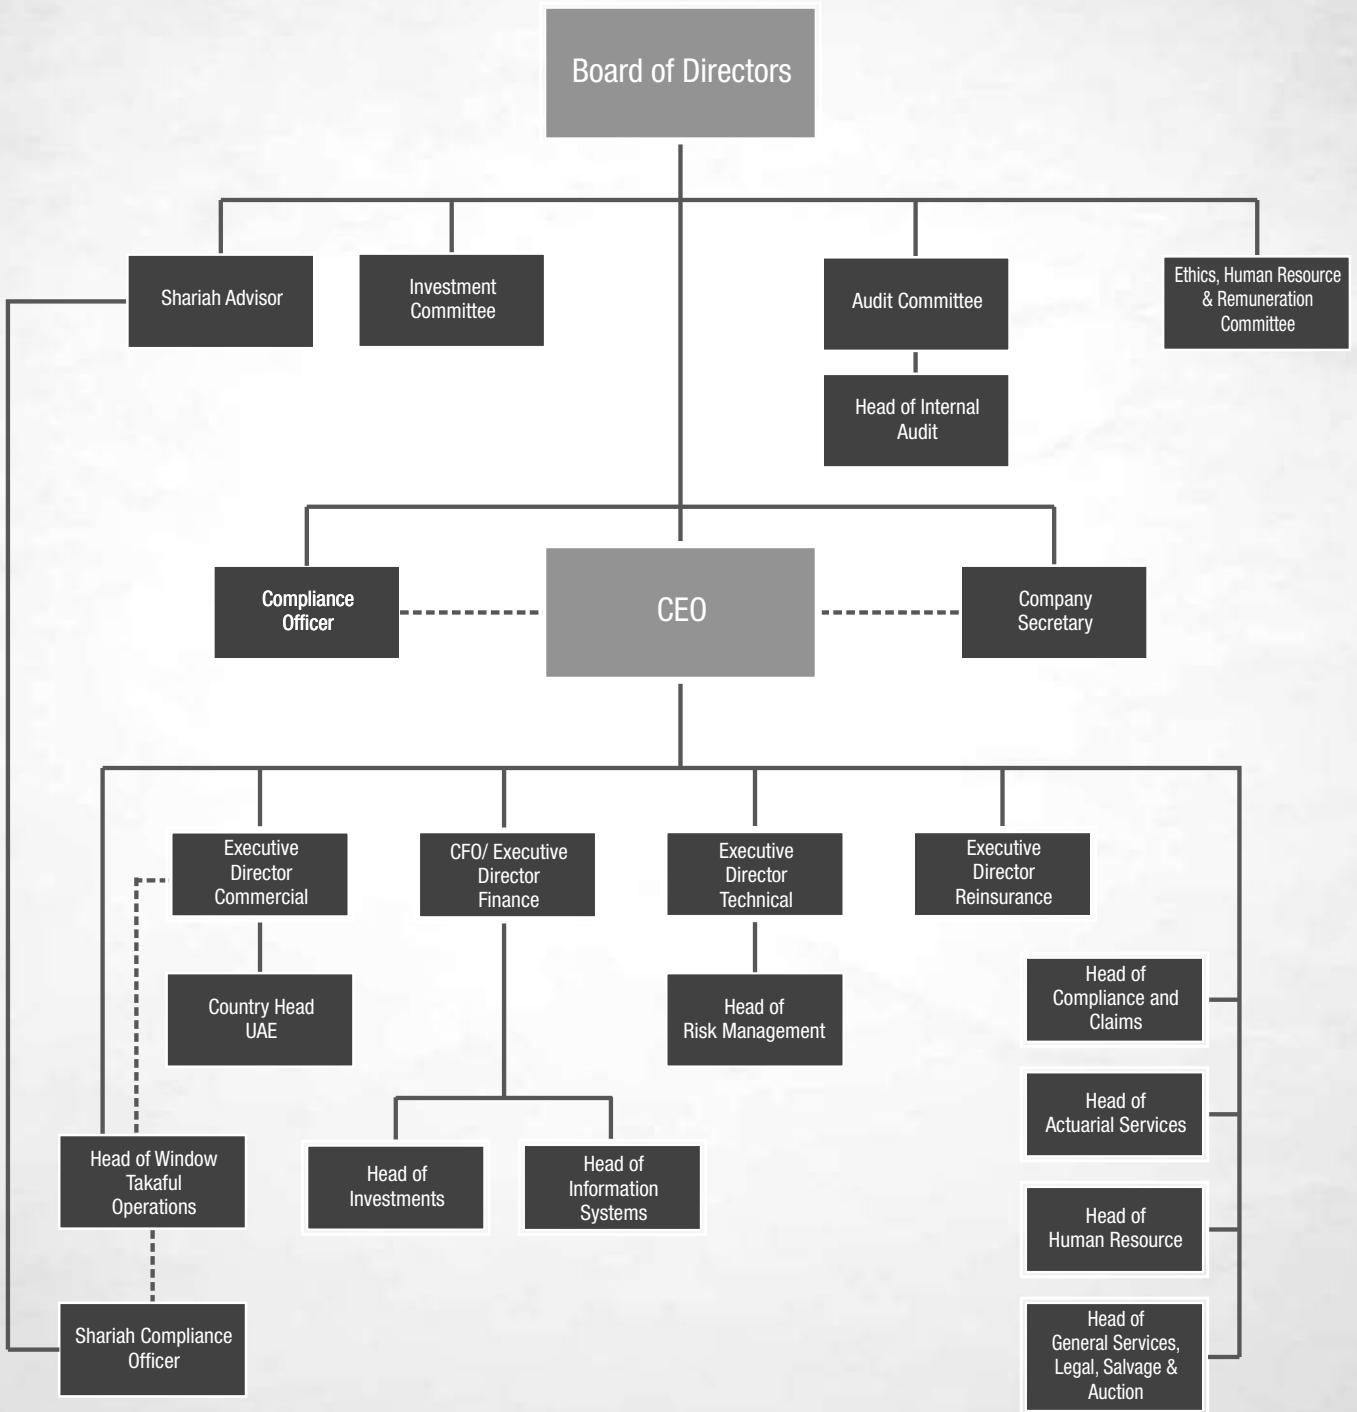 Board of Directors
Shariah Advisor
Investment
Committee
Audit Committee
Ethics, Human Resource
& Remuneration
Committee
Head of Internal
Audit
Compliance
Officer
CEO
Company
Secretary
Executive
Director
Commercial
CFO/ Executive
Director
Finance
Executive
Director
Technical
Executive
Director
Reinsurance
Country Head
UAE
Head of
Risk Management
Head of
Compliance and
Claims
Head of
Actuarial Services
Head of Window
Takaful
Operations
Head of
Investments
Head of
Information
Systems
Head of
Human Resource
Shariah Compliance
Officer
Head of
General Services,
Legal, Salvage &
Auction